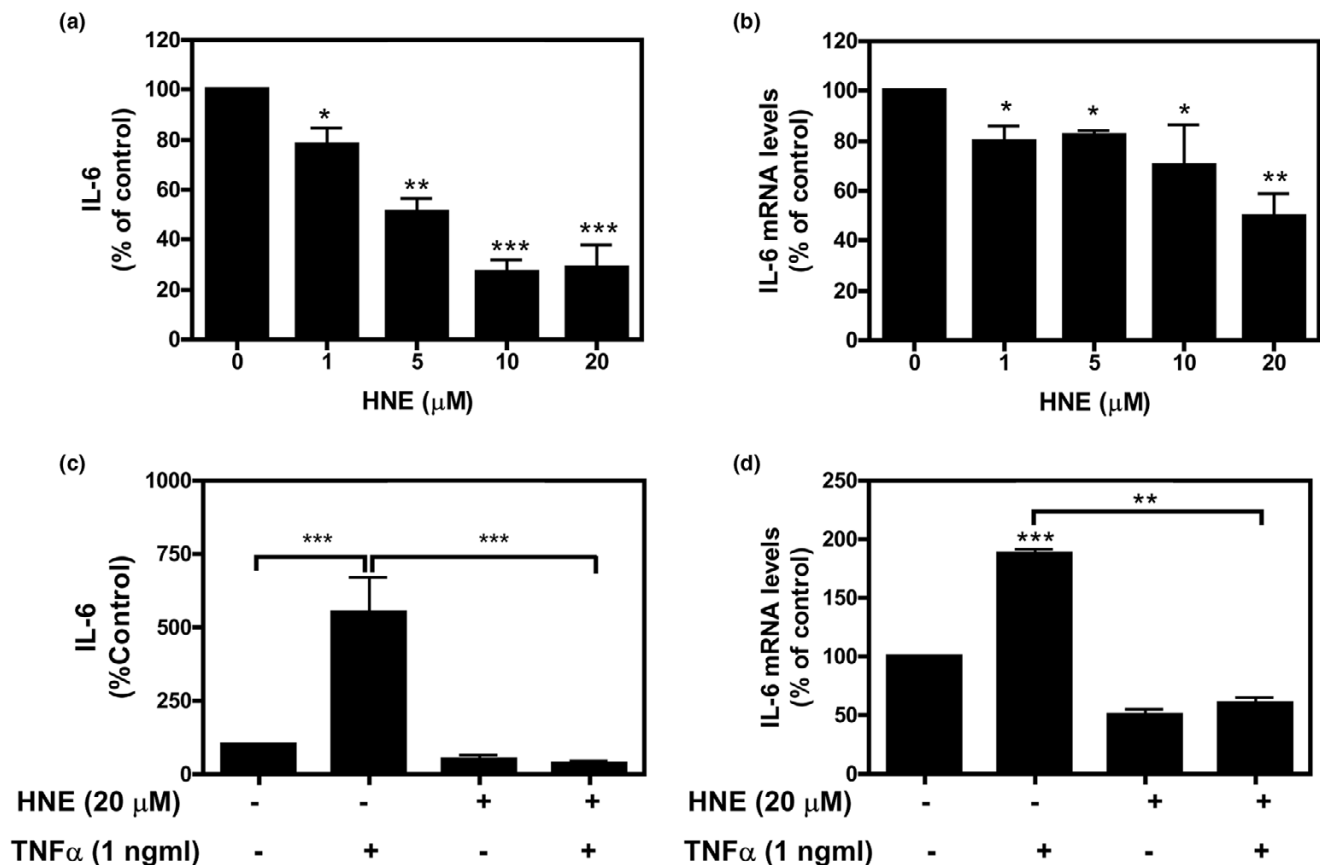 (a)
120
100
80
60
40
20
0
IL-6
(% of control)
*
**
***
***
0 1 5 10 20
HNE (μM)
(b)
120
100
80
60
40
20
0
IL-6 mRNA levels
(% of control)
*
*
*
**
0 1 5 10 20
HNE (μM)
(c)
1000
750
500
250
0
IL-6
(%Control)
***
***
HNE (20 μM) - - + +
TNFα (1 ngml) - + - +
(d)
250
200
150
100
50
0
IL-6 mRNA levels
(% of control)
***
**
HNE (20 μM) - - + +
TNFα (1 ngml) - + - +